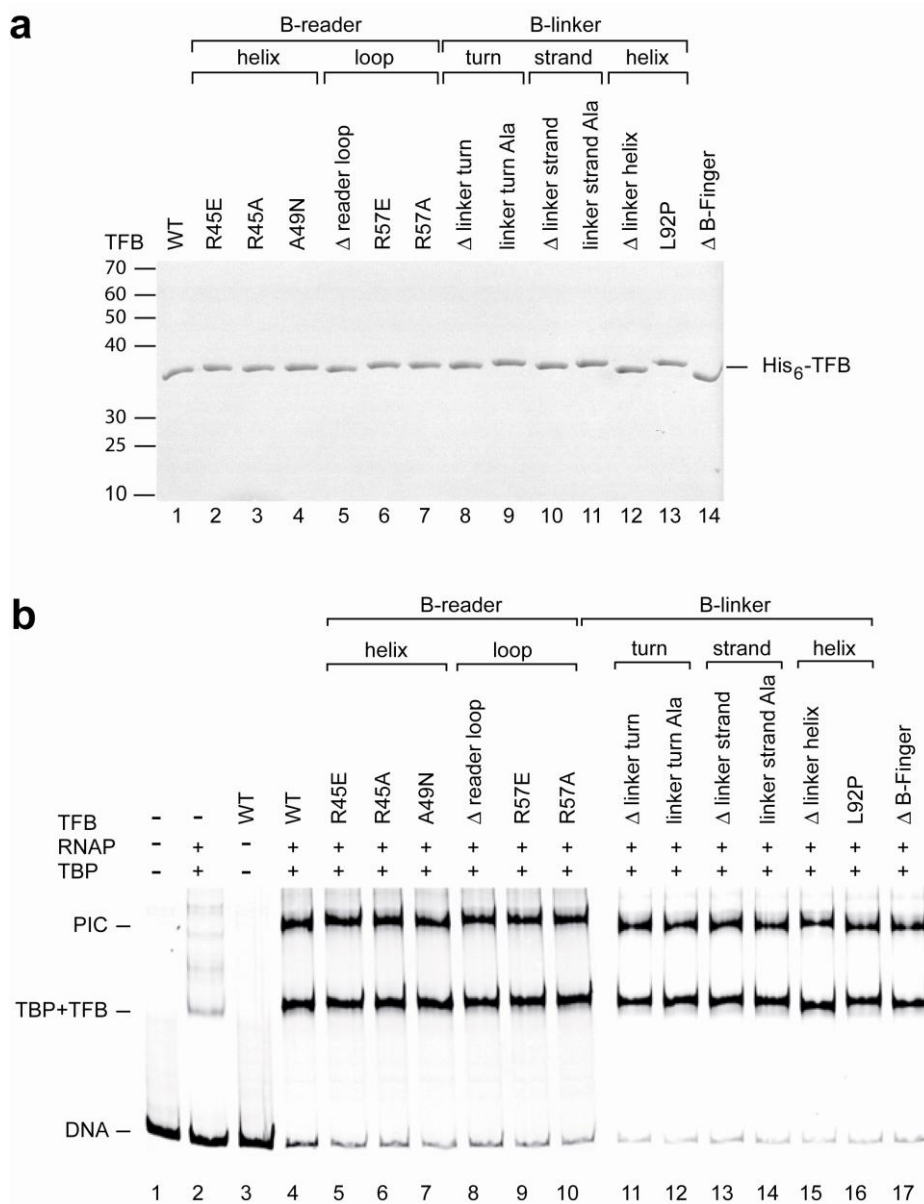 a
B-reader B-linker
helix loop turn strand helix
TFB WT R45E R45A A49N Δ reader loop R57E R57A Δ linker turn linker turn Ala Δ linker strand linker strand Ala Δ linker helix L92P Δ B-Finger
70
60
50
40
His6-TFB
30
25
20
10
1 2 3 4 5 6 7 8 9 10 11 12 13 14
b
B-reader B-linker
helix loop turn strand helix
TFB - - WT WT R45E R45A A49N Δ reader loop R57E R57A Δ linker turn linker turn Ala Δ linker strand linker strand Ala Δ linker helix L92P Δ B-Finger
RNAP - + - + + + + + + + + + + + + + +
TBP - + - + + + + + + + + + + + + + +
PIC
TBP+TFB
DNA
1 2 3 4 5 6 7 8 9 10 11 12 13 14 15 16 17